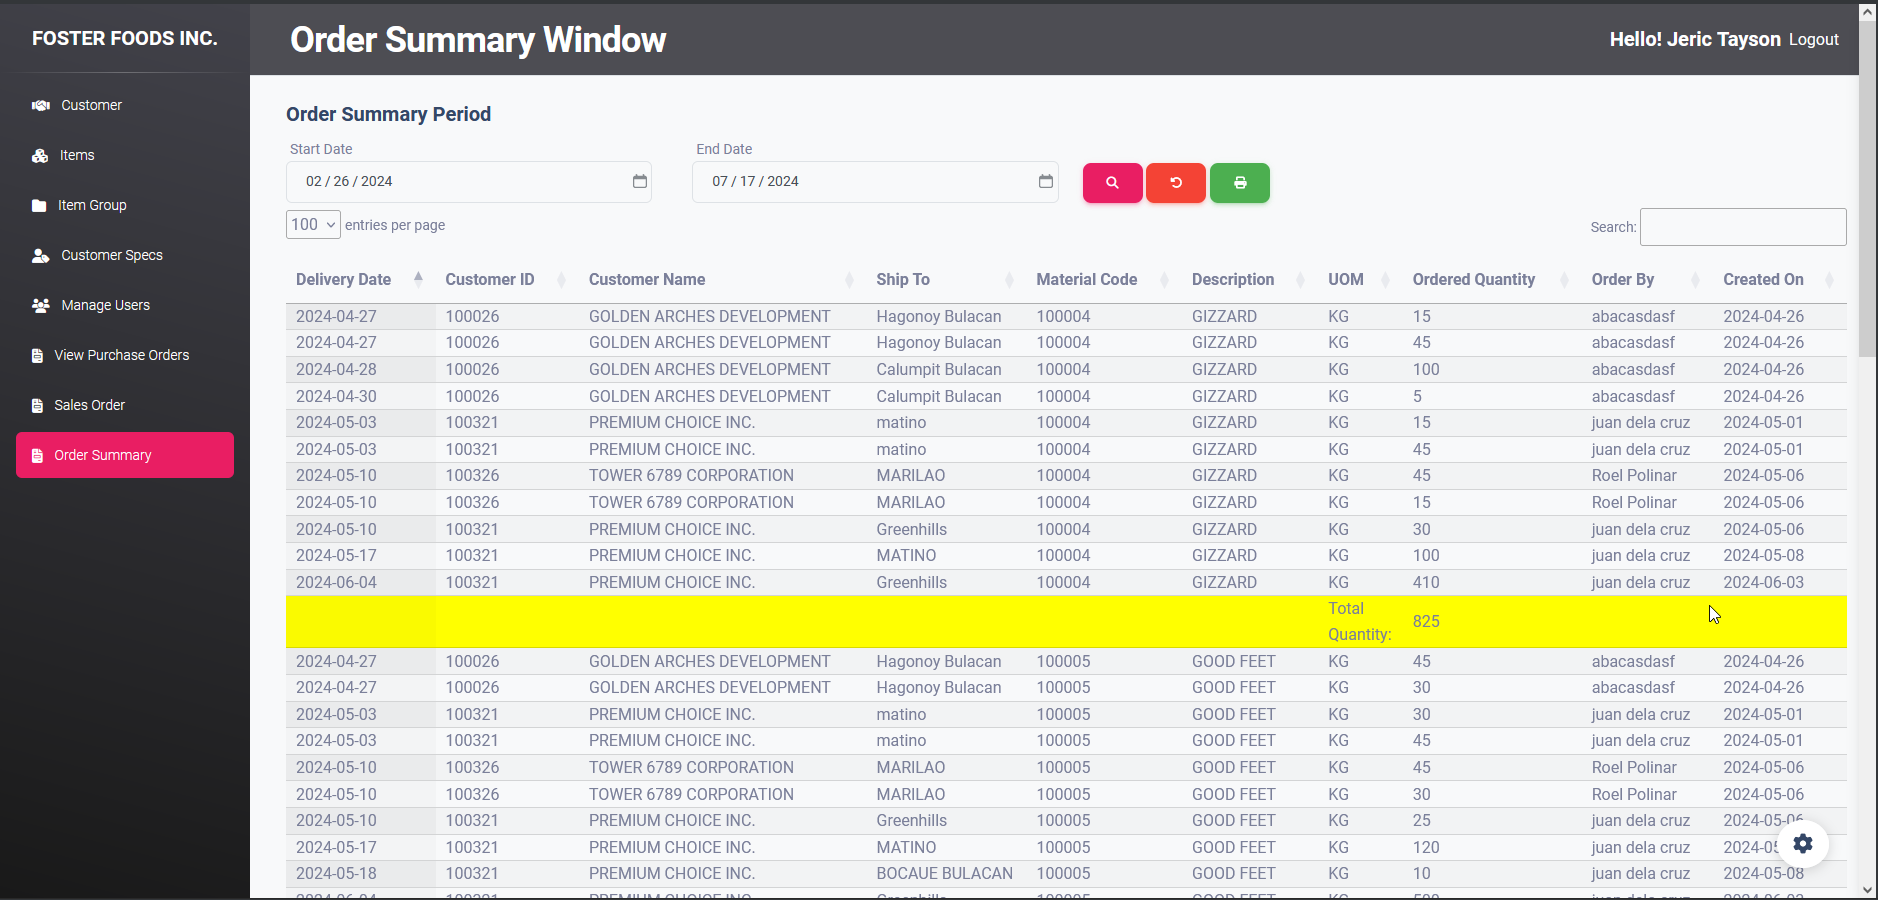 FOSTER FOODS INC.
Customer
Items
Item Group
Customer Specs
Manage Users
View Purchase Orders
Sales Order
Order Summary
Order Summary Window
Hello! Jeric Tayson Logout
Order Summary Period
Start Date End Date
02 / 26 / 2024 07 / 17 / 2024
100 entries per page Search:
Delivery Date Customer ID Customer Name Ship To Material Code Description UOM Ordered Quantity Order By Created On
2024-04-27 100026 GOLDEN ARCHES DEVELOPMENT Hagonoy Bulacan 100004 GIZZARD KG 15 abacasdasf 2024-04-26
2024-04-27 100026 GOLDEN ARCHES DEVELOPMENT Hagonoy Bulacan 100004 GIZZARD KG 45 abacasdasf 2024-04-26
2024-04-28 100026 GOLDEN ARCHES DEVELOPMENT Calumpit Bulacan 100004 GIZZARD KG 100 abacasdasf 2024-04-26
2024-04-30 100026 GOLDEN ARCHES DEVELOPMENT Calumpit Bulacan 100004 GIZZARD KG 5 abacasdasf 2024-04-26
2024-05-03 100321 PREMIUM CHOICE INC. matino 100004 GIZZARD KG 15 juan dela cruz 2024-05-01
2024-05-03 100321 PREMIUM CHOICE INC. matino 100004 GIZZARD KG 45 juan dela cruz 2024-05-01
2024-05-10 100326 TOWER 6789 CORPORATION MARILAO 100004 GIZZARD KG 45 Roel Polinar 2024-05-06
2024-05-10 100326 TOWER 6789 CORPORATION MARILAO 100004 GIZZARD KG 15 Roel Polinar 2024-05-06
2024-05-10 100321 PREMIUM CHOICE INC. Greenhills 100004 GIZZARD KG 30 juan dela cruz 2024-05-06
2024-05-17 100321 PREMIUM CHOICE INC. MATINO 100004 GIZZARD KG 100 juan dela cruz 2024-05-08
2024-06-04 100321 PREMIUM CHOICE INC. Greenhills 100004 GIZZARD KG 410 juan dela cruz 2024-06-03
Total
Quantity: 825
2024-04-27 100026 GOLDEN ARCHES DEVELOPMENT Hagonoy Bulacan 100005 GOOD FEET KG 45 abacasdasf 2024-04-26
2024-04-27 100026 GOLDEN ARCHES DEVELOPMENT Hagonoy Bulacan 100005 GOOD FEET KG 30 abacasdasf 2024-04-26
2024-05-03 100321 PREMIUM CHOICE INC. matino 100005 GOOD FEET KG 30 juan dela cruz 2024-05-01
2024-05-03 100321 PREMIUM CHOICE INC. matino 100005 GOOD FEET KG 45 juan dela cruz 2024-05-01
2024-05-10 100326 TOWER 6789 CORPORATION MARILAO 100005 GOOD FEET KG 45 Roel Polinar 2024-05-06
2024-05-10 100326 TOWER 6789 CORPORATION MARILAO 100005 GOOD FEET KG 30 Roel Polinar 2024-05-06
2024-05-10 100321 PREMIUM CHOICE INC. Greenhills 100005 GOOD FEET KG 25 juan dela cruz 2024-05-06
2024-05-17 100321 PREMIUM CHOICE INC. MATINO 100005 GOOD FEET KG 120 juan dela cruz
2024-05-18 100321 PREMIUM CHOICE INC. BOCAUE BULACAN 100005 GOOD FEET KG 10 juan dela cruz 2024-05-08